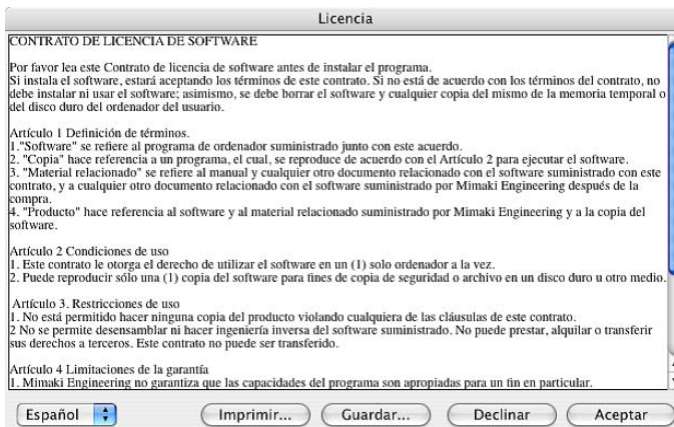 Licencia
CONTRATO DE LICENCIA DE SOFTWARE
Por favor lea este Contrato de licencia de software antes de instalar el programa.
Si instala el software, estará aceptando los términos de este contrato. Si no está de acuerdo con los términos del contrato, no
debe instalar ni usar el software; asimismo, se debe borrar el software y cualquier copia del mismo de la memoria temporal o
del disco duro del ordenador del usuario.
Artículo 1 Definición de términos.
1."Software" se refiere al programa de ordenador suministrado junto con este acuerdo.
2. "Copia" hace referencia a un programa, el cual, se reproduce de acuerdo con el Artículo 2 para ejecutar el software.
3. "Material relacionado" se refiere al manual y cualquier otro documento relacionado con el software suministrado con este
contrato, y a cualquier otro documento relacionado con el software suministrado por Mimaki Engineering después de la
compra.
4. "Producto" hace referencia al software y al material relacionado suministrado por Mimaki Engineering y a la copia del
software.
Artículo 2 Condiciones de uso
1. Este contrato le otorga el derecho de utilizar el software en un (1) solo ordenador a la vez.
2. Puede reproducir sólo una (1) copia del software para fines de copia de seguridad o archivo en un disco duro u otro medio.
Artículo 3. Restricciones de uso
1. No está permitido hacer ninguna copia del producto violando cualquiera de las cláusulas de este contrato.
2 No se permite desensamblar ni hacer ingeniería inversa del software suministrado. No puede prestar, alquilar o transferir
sus derechos a terceros. Este contrato no puede ser transferido.
Artículo 4 Limitaciones de la garantía
1. Mimaki Engineering no garantiza que las capacidades del programa son apropiadas para un fin en particular.
Español Imprimir... Guardar... Declinar Aceptar